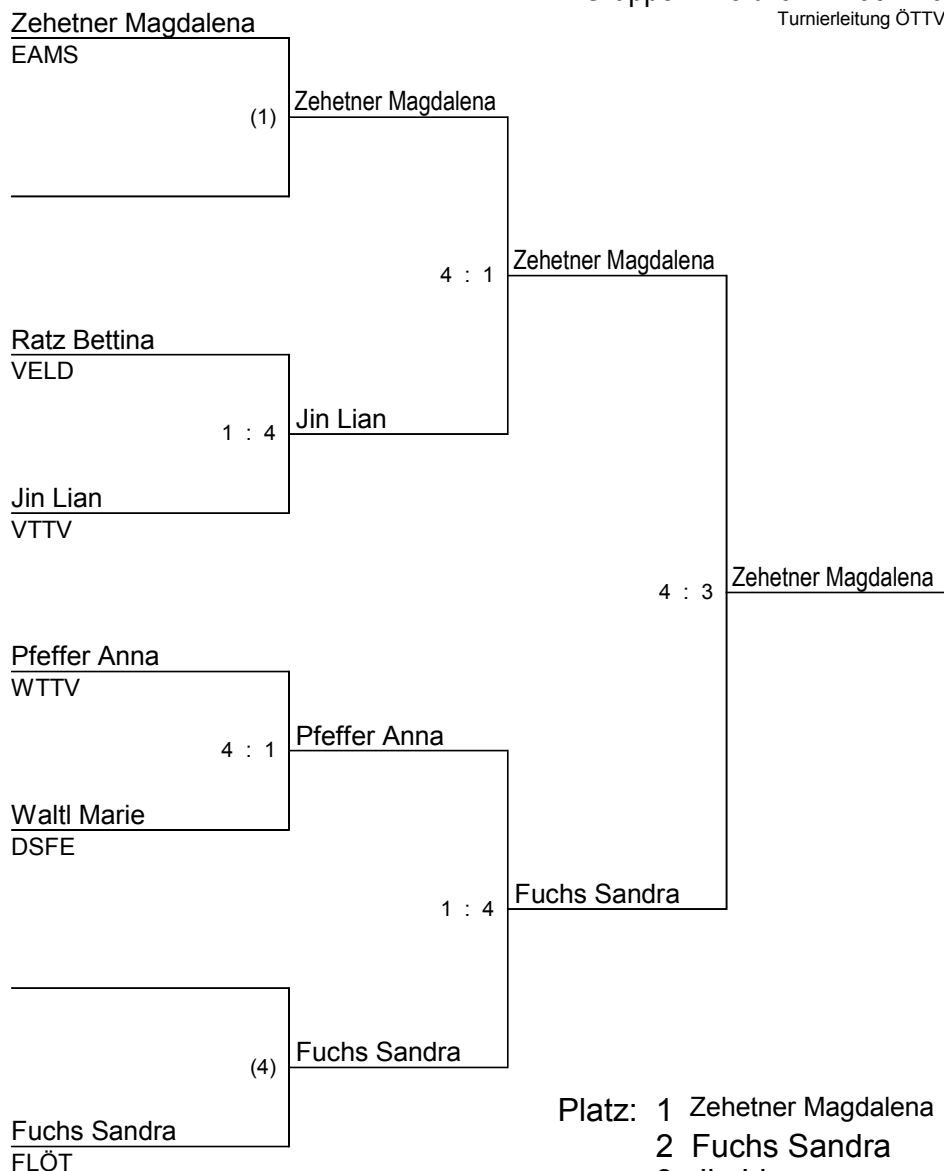 Turnierleitung ÖTTV
Zehetner Magdalena
EAMS
(1)
Zehetner Magdalena
4 : 1
Zehetner Magdalena
Ratz Bettina
VELD
1 : 4
Jin Lian
Jin Lian
VTTV
4 : 3
Zehetner Magdalena
Pfeffer Anna
WTTV
4 : 1
Pfeffer Anna
Waltl Marie
DSFE
1 : 4
Fuchs Sandra
(4)
Fuchs Sandra
Fuchs Sandra
FLÖT
Platz: 1 Zehetner Magdalena
2 Fuchs Sandra